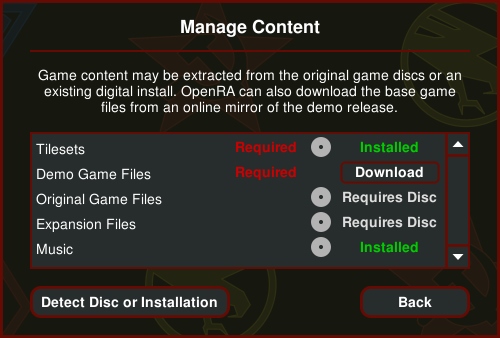 Manage Content
Game content may be extracted from the original game discs or an
existing digital install. OpenRA can also download the base game
files from an online mirror of the demo release.
Tilesets Required Installed
Demo Game Files Required Download
Original Game Files Requires Disc
Expansion Files Requires Disc
Music Installed
Detect Disc or Installation Back